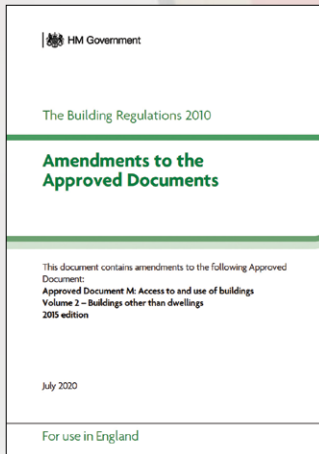 HM Government
The Building Regulations 2010
Amendments to the
Approved Documents
This document contains amendments to the following Approved
Document:
Approved Document M: Access to and use of buildings
Volume 2 – Buildings other than dwellings
2015 edition
July 2020
For use in England